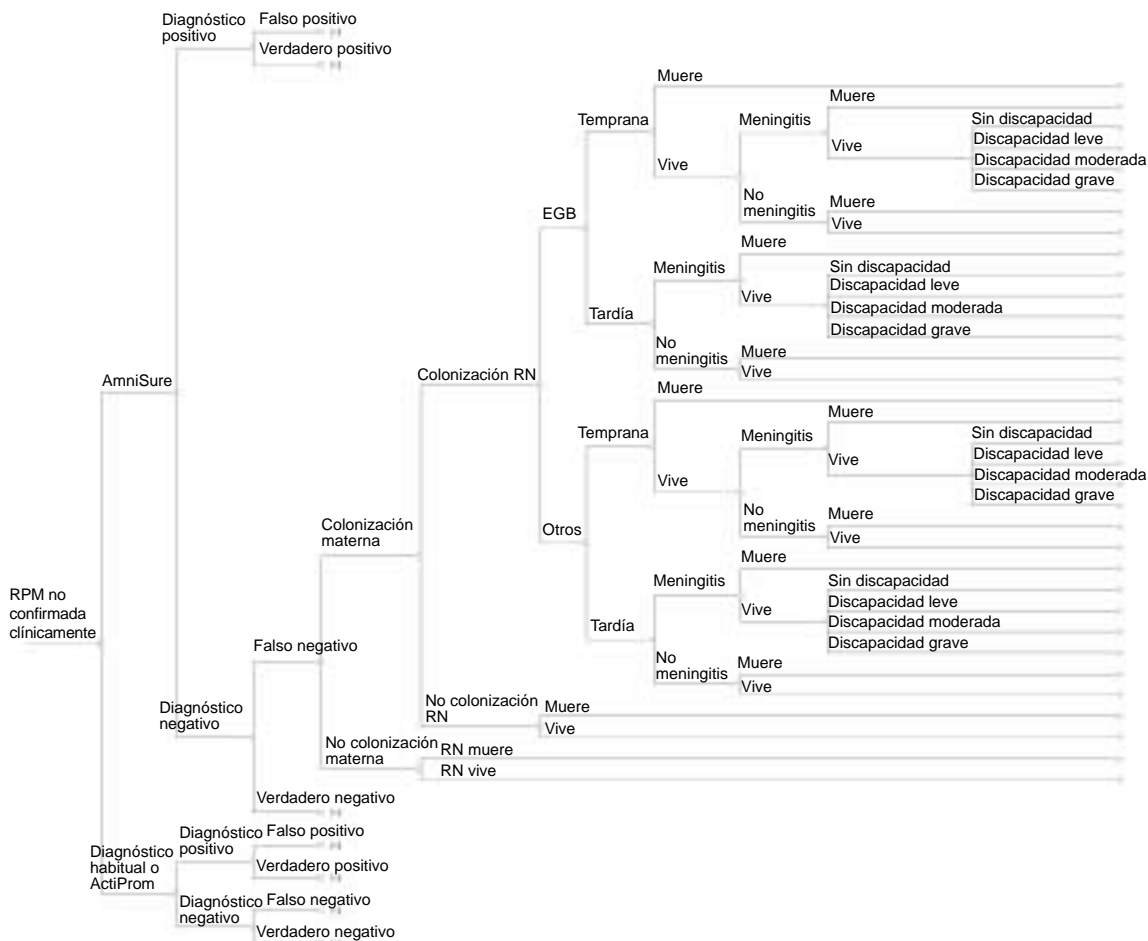 Diagnóstico
positivo
Falso positivo
Verdadero positivo
Muere
Temprana
Muere
Meningitis
Sin discapacidad
Discapacidad leve
Vive
Discapacidad moderada
Vive
Discapacidad grave
No
meningitis
Muere
Vive
EGB
Muere
Meningitis
Sin discapacidad
Discapacidad leve
Vive
Discapacidad moderada
Tardía
Discapacidad grave
No
meningitis
Muere
Vive
AmniSure
Colonización RN
Muere
Temprana
Muere
Meningitis
Sin discapacidad
Discapacidad leve
Vive
Discapacidad moderada
Vive
Discapacidad grave
No
meningitis
Muere
Vive
Otros
Colonización
materna
Muere
Meningitis
Sin discapacidad
Discapacidad leve
Vive
Discapacidad moderada
Tardía
Discapacidad grave
No
meningitis
Muere
Vive
RPM no
confirmada
clínicamente
Falso negativo
No colonización
RN
Muere
Vive
Diagnóstico
negativo
No colonización
materna
RN muere
RN vive
Verdadero negativo
Diagnóstico
habitual o
ActiProm
Diagnóstico
positivo
Falso positivo
Verdadero positivo
Diagnóstico
negativo
Falso negativo
Verdadero negativo